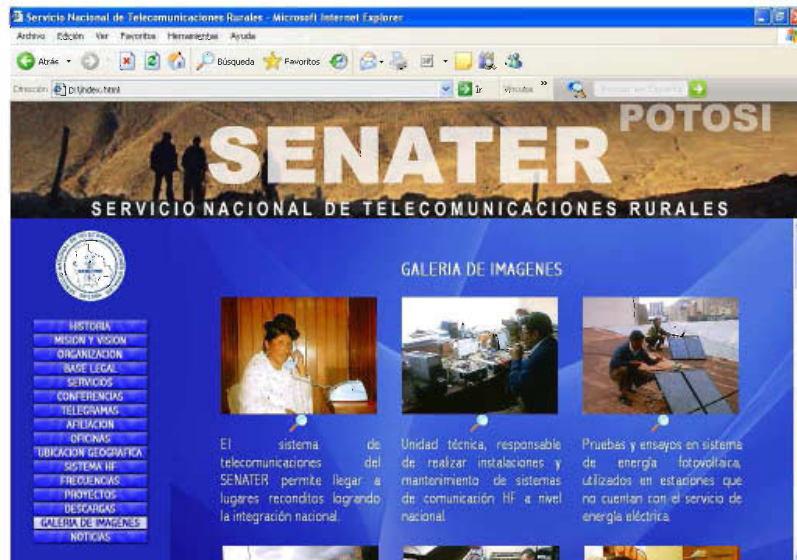 Servicio Nacional de Telecomunicaciones Rurales - Microsoft Internet Explorer
Archivo Edición Ver Favoritos Herramientas Ayuda
Atrás Búsqueda Favoritos
Dirección D:\index.html Ir Vínculos »
POTOSI
SENATER
SERVICIO NACIONAL DE TELECOMUNICACIONES RURALES
GALERIA DE IMAGENES
HISTORIA
MISION Y VISION
ORGANIZACION
BASE LEGAL
SERVICIOS
CONFERENCIAS
TELEGRAMAS
AFILIACION
OFICINAS
UBICACION GEOGRAFICA
SISTEMA HF
FRECUENCIAS
PROYECTOS
DESCARGAS
GALERIA DE IMAGENES
NOTICIAS
El sistema de
telecomunicaciones del
SENATER permite llegar a
lugares reconditos logrando
la integración nacional.
Unidad técnica, responsable
de realizar instalaciones y
mantenimiento de sistemas
de comunicación HF a nivel
nacional.
Pruebas y ensayos en sistema
de energía fotovoltaica,
utilizados en estaciones que
no cuentan con el servicio de
energía eléctrica.